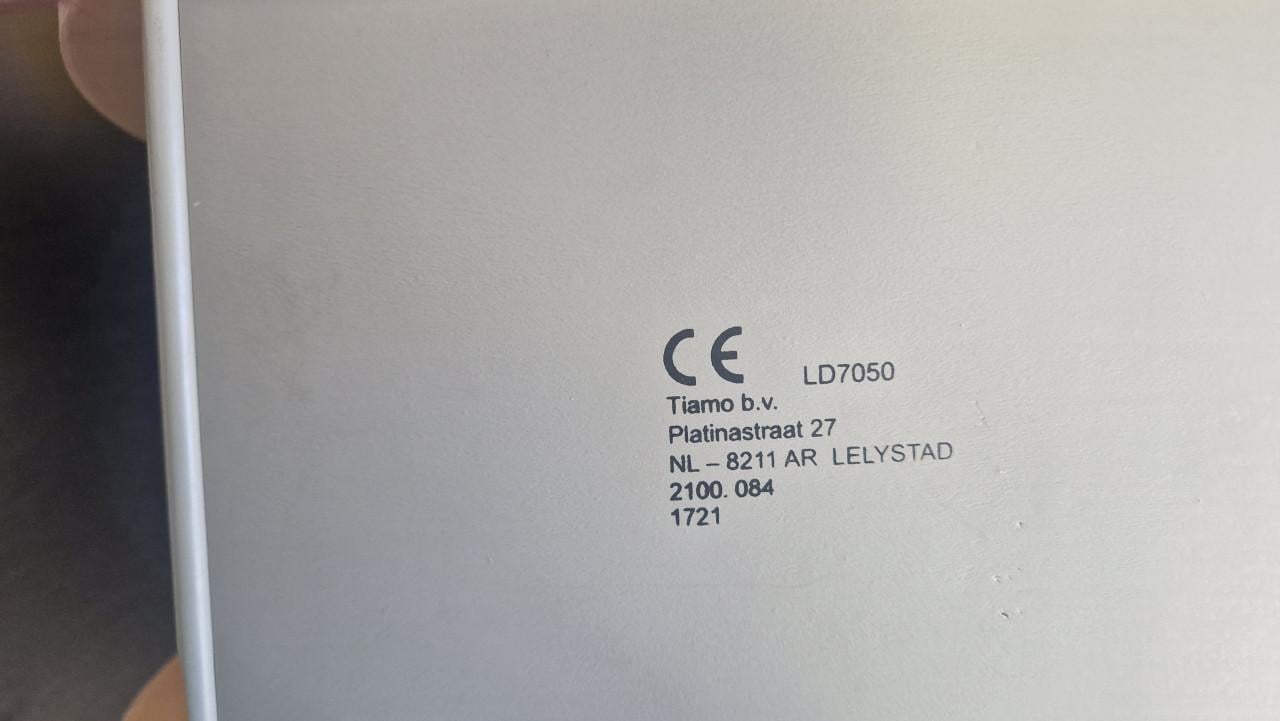 CE LD7050
Tiamo b.v.
Platinastraat 27
NL – 8211 AR LELYSTAD
2100. 084
1721